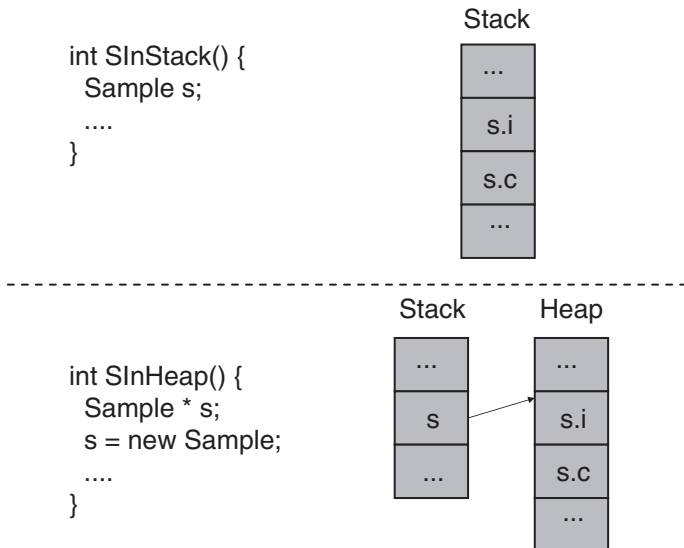 Stack
int SInStack() {
Sample s;
....
}
...
s.i
s.c
...
Stack
Heap
int SInHeap() {
Sample * s;
s = new Sample;
....
}
...
s
...
...
s.i
s.c
...